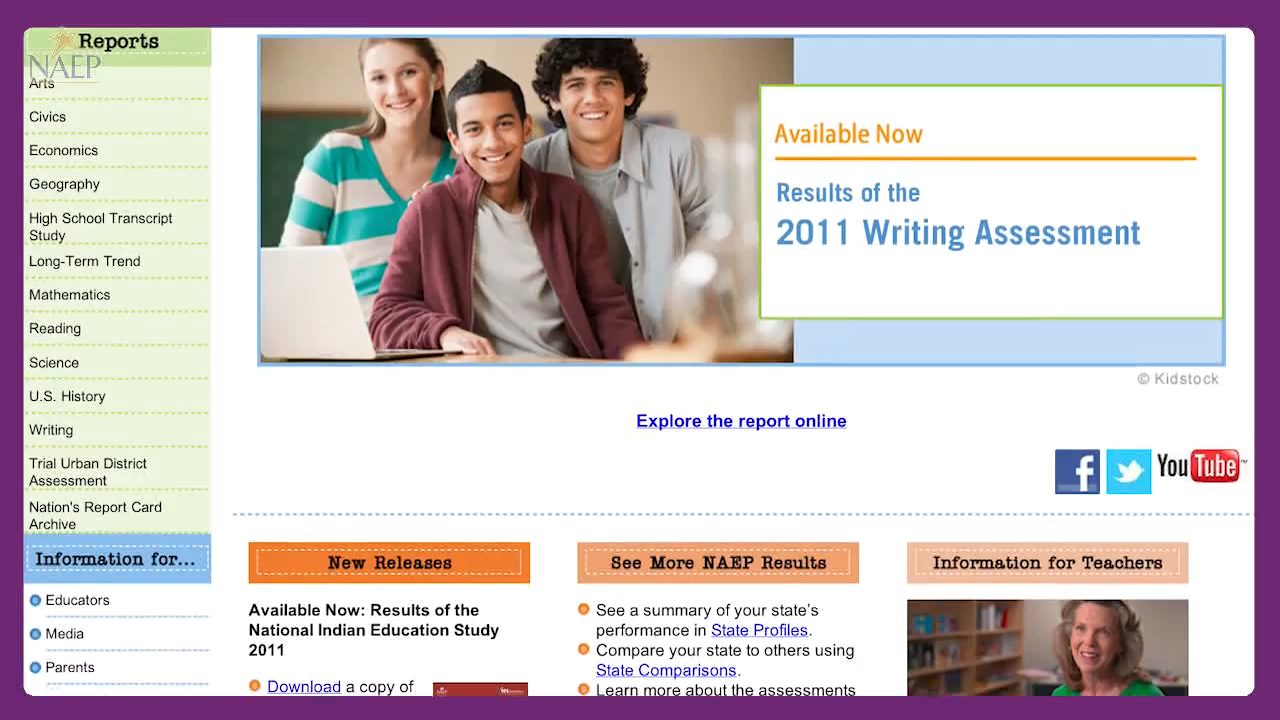 Reports
NAEP
Arts
Civics
Economics
Geography
High School Transcript
Study
Long-Term Trend
Mathematics
Reading
Science
U.S. History
Writing
Trial Urban District
Assessment
Nation's Report Card
Archive
Information for...
Educators
Media
Parents
Available Now
Results of the
2011 Writing Assessment
© Kidstock
Explore the report online
f
You Tube ™
New Releases
Available Now: Results of the
National Indian Education Study
2011
Download a copy of
See More NAEP Results
See a summary of your state’s
performance in State Profiles.
Compare your state to others using
State Comparisons.
Learn more about the assessments
Information for Teachers